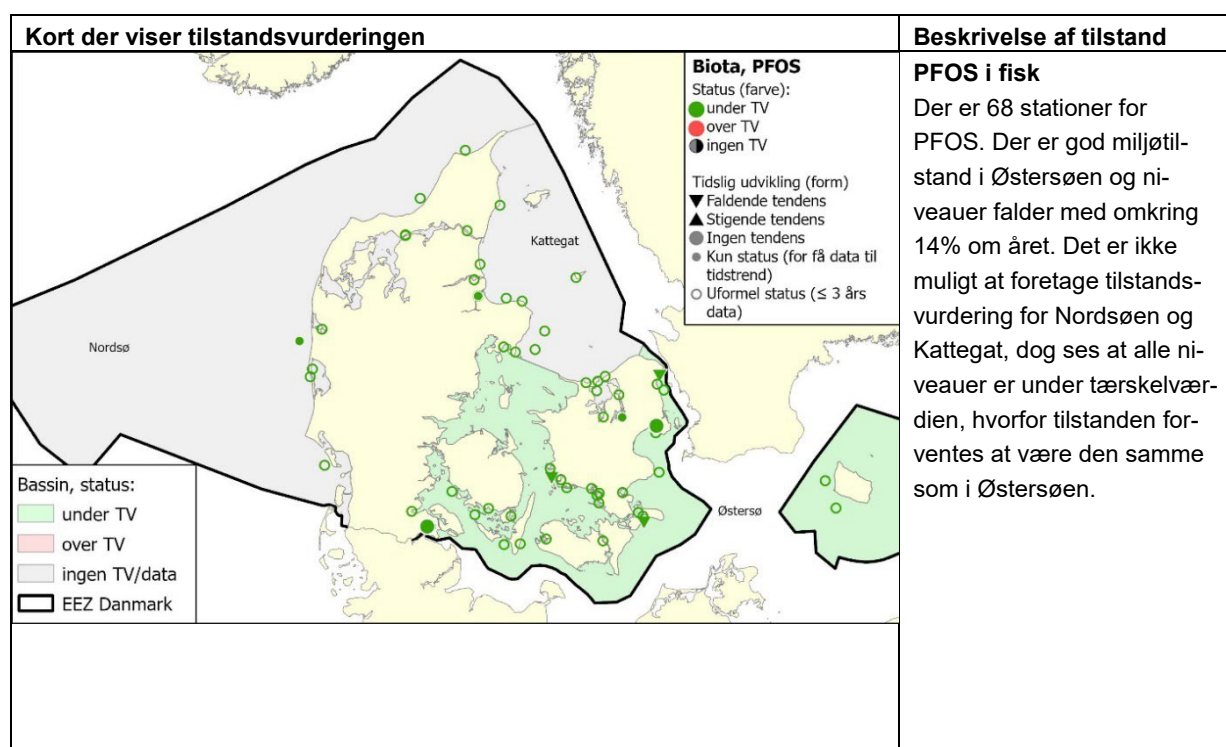 Kort der viser tilstandsvurderingen
Beskrivelse af tilstand
Biota, PFOS
Status (farve):
under TV
over TV
ingen TV
Tidslig udvikling (form)
Faldende tendens
Stigende tendens
Ingen tendens
Kun status (for få data til
tidstrend)
Uformel status (≤ 3 års
data)
Kattegat
Nordsø
Østersø
Bassin, status:
under TV
over TV
ingen TV/data
EEZ Danmark
PFOS i fisk
Der er 68 stationer for
PFOS. Der er god miljøtil-
stand i Østersøen og ni-
veauer falder med omkring
14% om året. Det er ikke
muligt at foretage tilstands-
vurdering for Nordsøen og
Kattegat, dog ses at alle ni-
veauer er under tærskelvær-
dien, hvorfor tilstanden for-
ventes at være den samme
som i Østersøen.